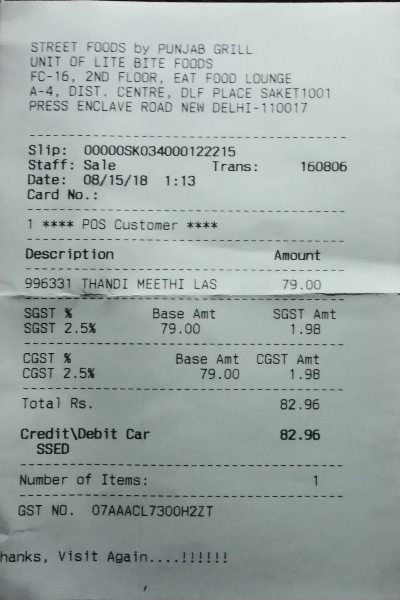 STREET FOODS by PUNJAB GRILL
UNIT OF LITE BITE FOODS
FC-16, 2ND FLOOR, EAT FOOD LOUNGE
A-4, DIST. CENTRE, DLF PLACE SAKET1001
PRESS ENCLAVE ROAD NEW DELHI-110017
Slip: 00000SK034000122215
Staff: Sale Trans: 160806
Date: 08/15/18 1:13
Card No.:
1 **** POS Customer ****
Description Amount
996331 THANDI MEETHI LAS 79.00
SGST % Base Amt SGST Amt
SGST 2.5% 79.00 1.98
CGST % Base Amt CGST Amt
CGST 2.5% 79.00 1.98
Total Rs. 82.96
Credit\Debit Car 82.96
SSED
Number of Items: 1
GST NO. 07AAACL7300H2ZT
hanks, Visit Again....!!!!!!